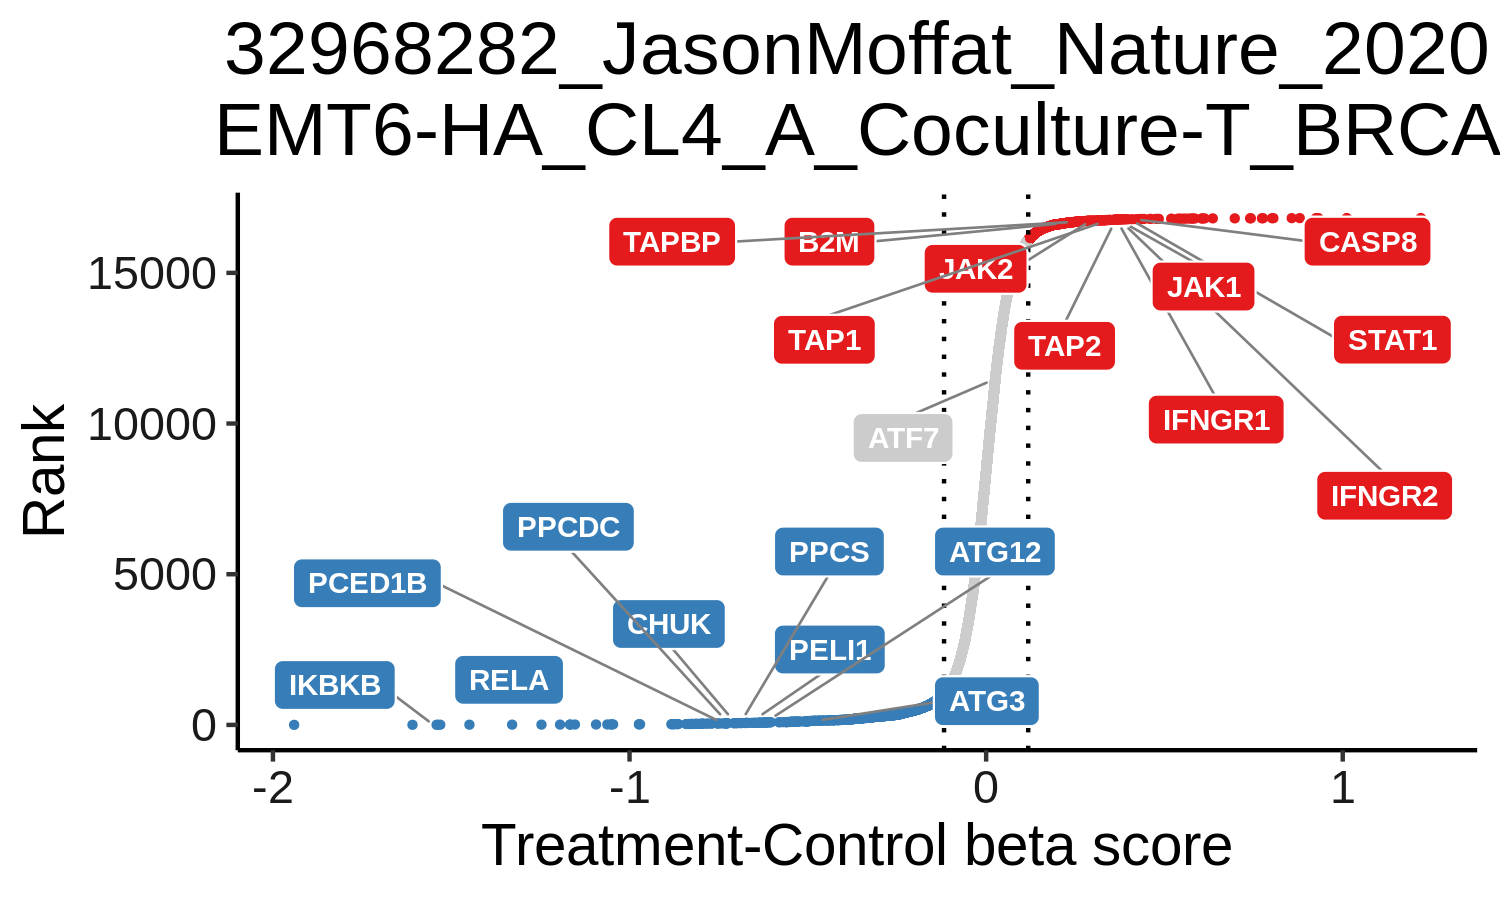 32968282_JasonMoffat_Nature_2020
EMT6-HA_CL4_A_Coculture-T_BRCA
Rank
15000
10000
5000
0
TAPBP
B2M
CASP8
JAK2
JAK1
TAP1
TAP2
STAT1
IFNGR1
ATF7
IFNGR2
PPCDC
PPCS
ATG12
PCED1B
CHUK
PELI1
IKBKB
RELA
ATG3
-2
-1
0
1
Treatment-Control beta score